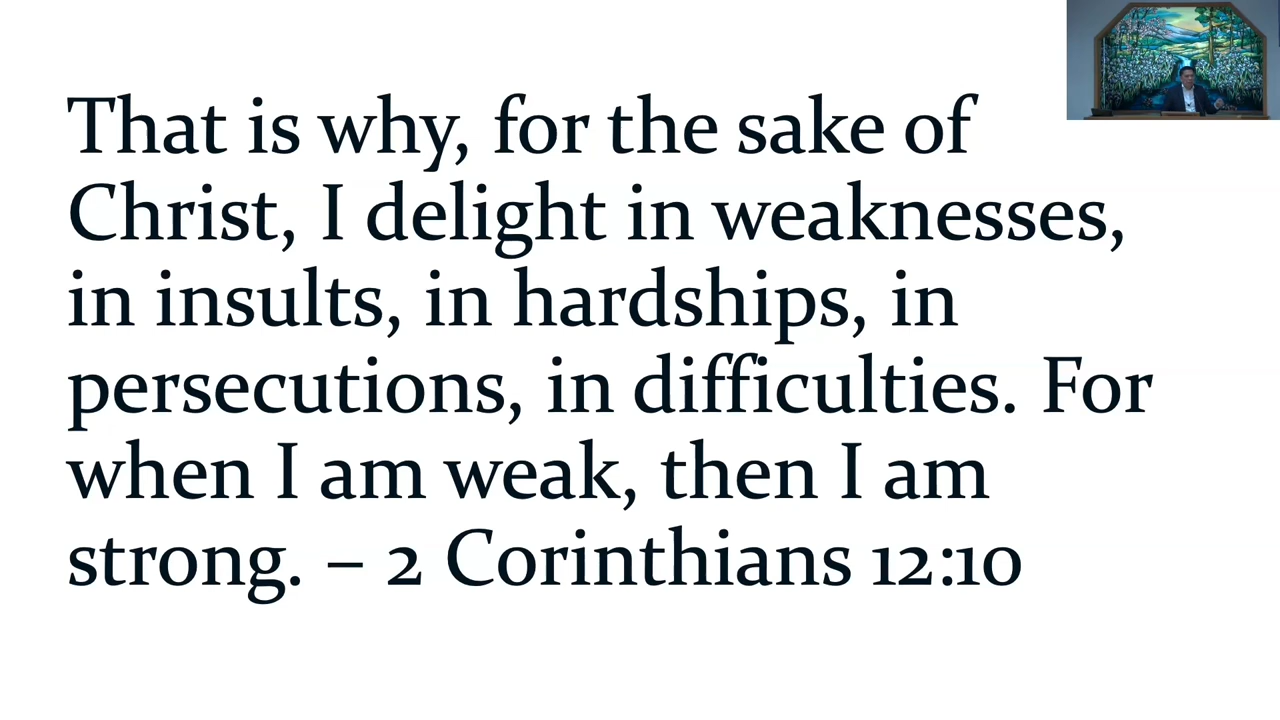 That is why, for the sake of
Christ, I delight in weaknesses,
in insults, in hardships, in
persecutions, in difficulties. For
when I am weak, then I am
strong. – 2 Corinthians 12:10